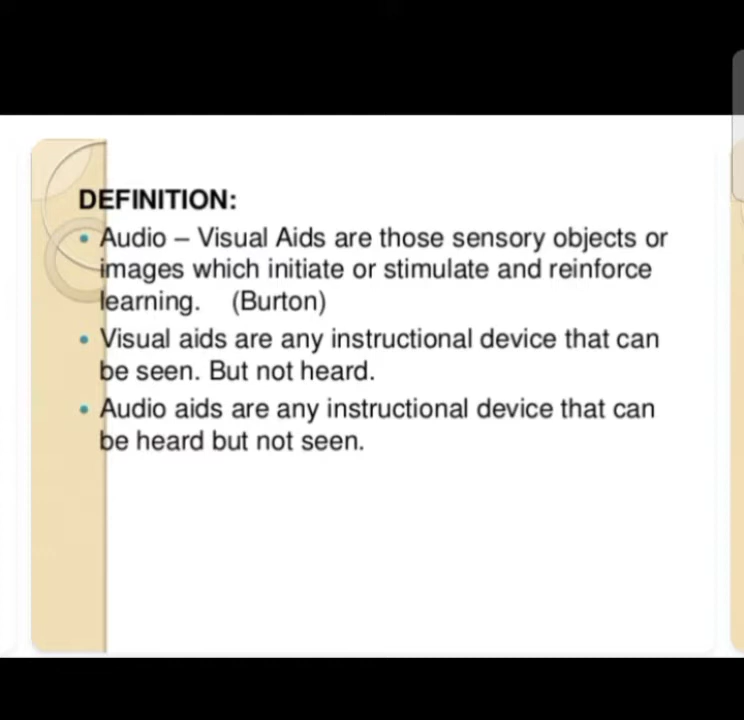 DEFINITION:
• Audio – Visual Aids are those sensory objects or
images which initiate or stimulate and reinforce
learning. (Burton)
• Visual aids are any instructional device that can
be seen. But not heard.
• Audio aids are any instructional device that can
be heard but not seen.